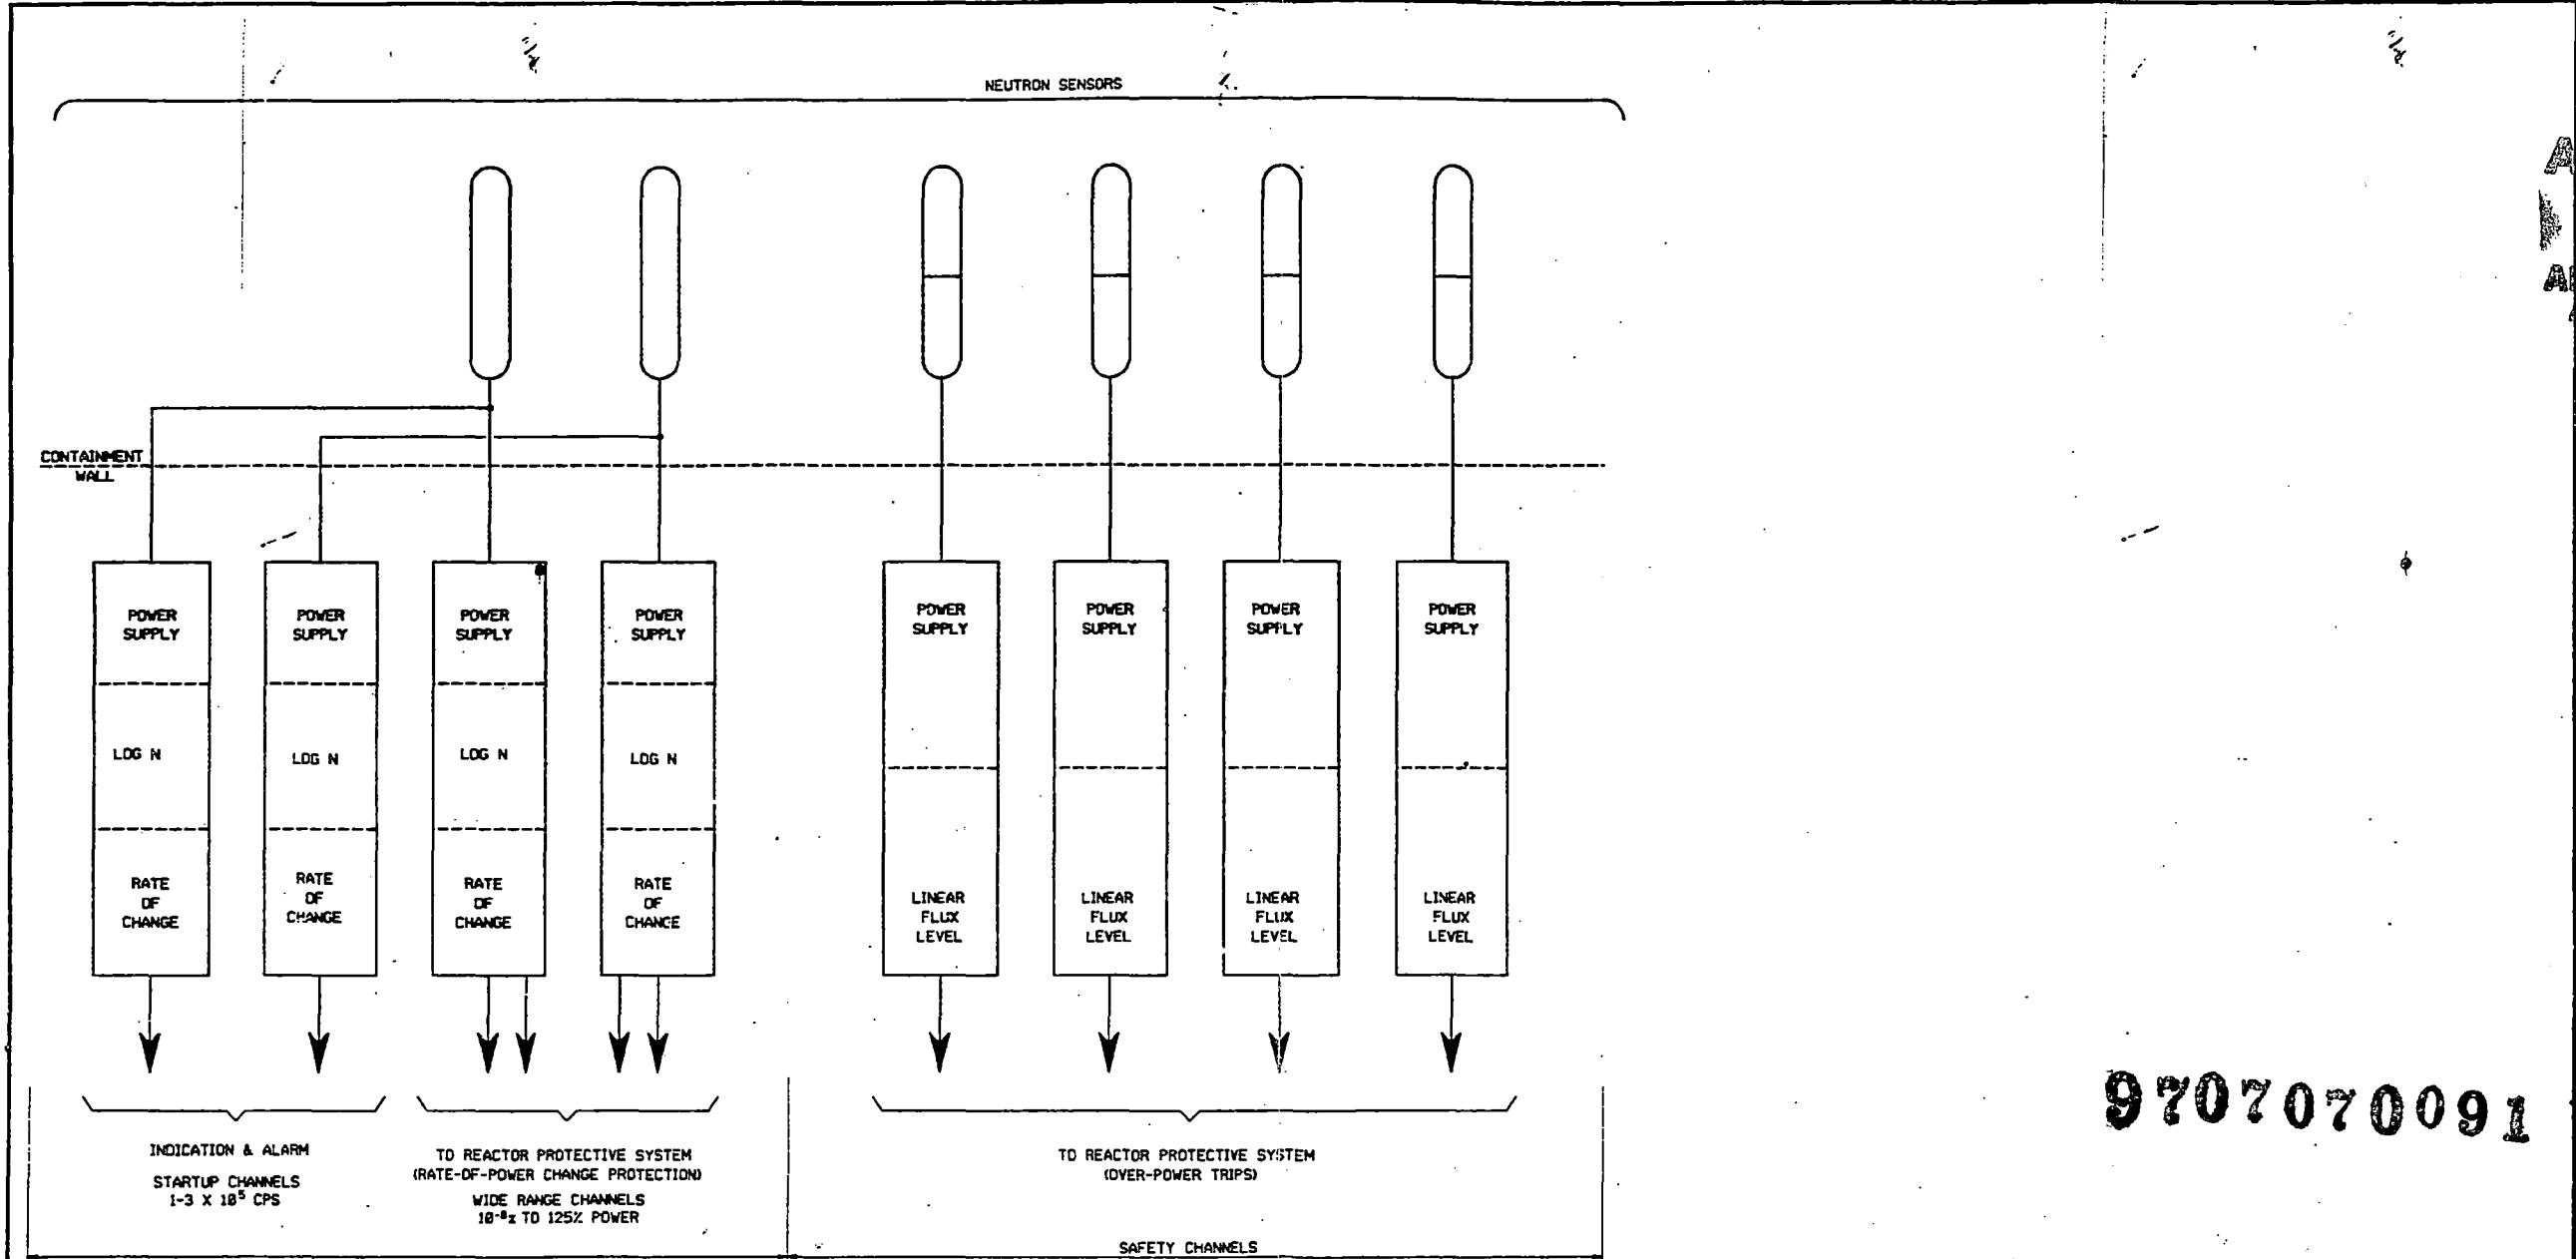 NEUTRON SENSORS
CONTAINMENT
WALL
POWER
SUPPLY
LOG N
RATE
OF
CHANGE
POWER
SUPPLY
LOG N
RATE
OF
CHANGE
POWER
SUPPLY
LOG N
RATE
OF
CHANGE
POWER
SUPPLY
LOG N
RATE
OF
CHANGE
POWER
SUPPLY
LINEAR
FLUX
LEVEL
POWER
SUPPLY
LINEAR
FLUX
LEVEL
POWER
SUPPLY
LINEAR
FLUX
LEVEL
POWER
SUPPLY
LINEAR
FLUX
LEVEL
INDICATION & ALARM
STARTUP CHANNELS
1-3 X 10⁵ CPS
TO REACTOR PROTECTIVE SYSTEM
(RATE-OF-POWER CHANGE PROTECTION)
WIDE RANGE CHANNELS
TO 125% POWER
TO REACTOR PROTECTIVE SYSTEM
(OVER-POWER TRIPS)
SAFETY CHANNELS
9707070091